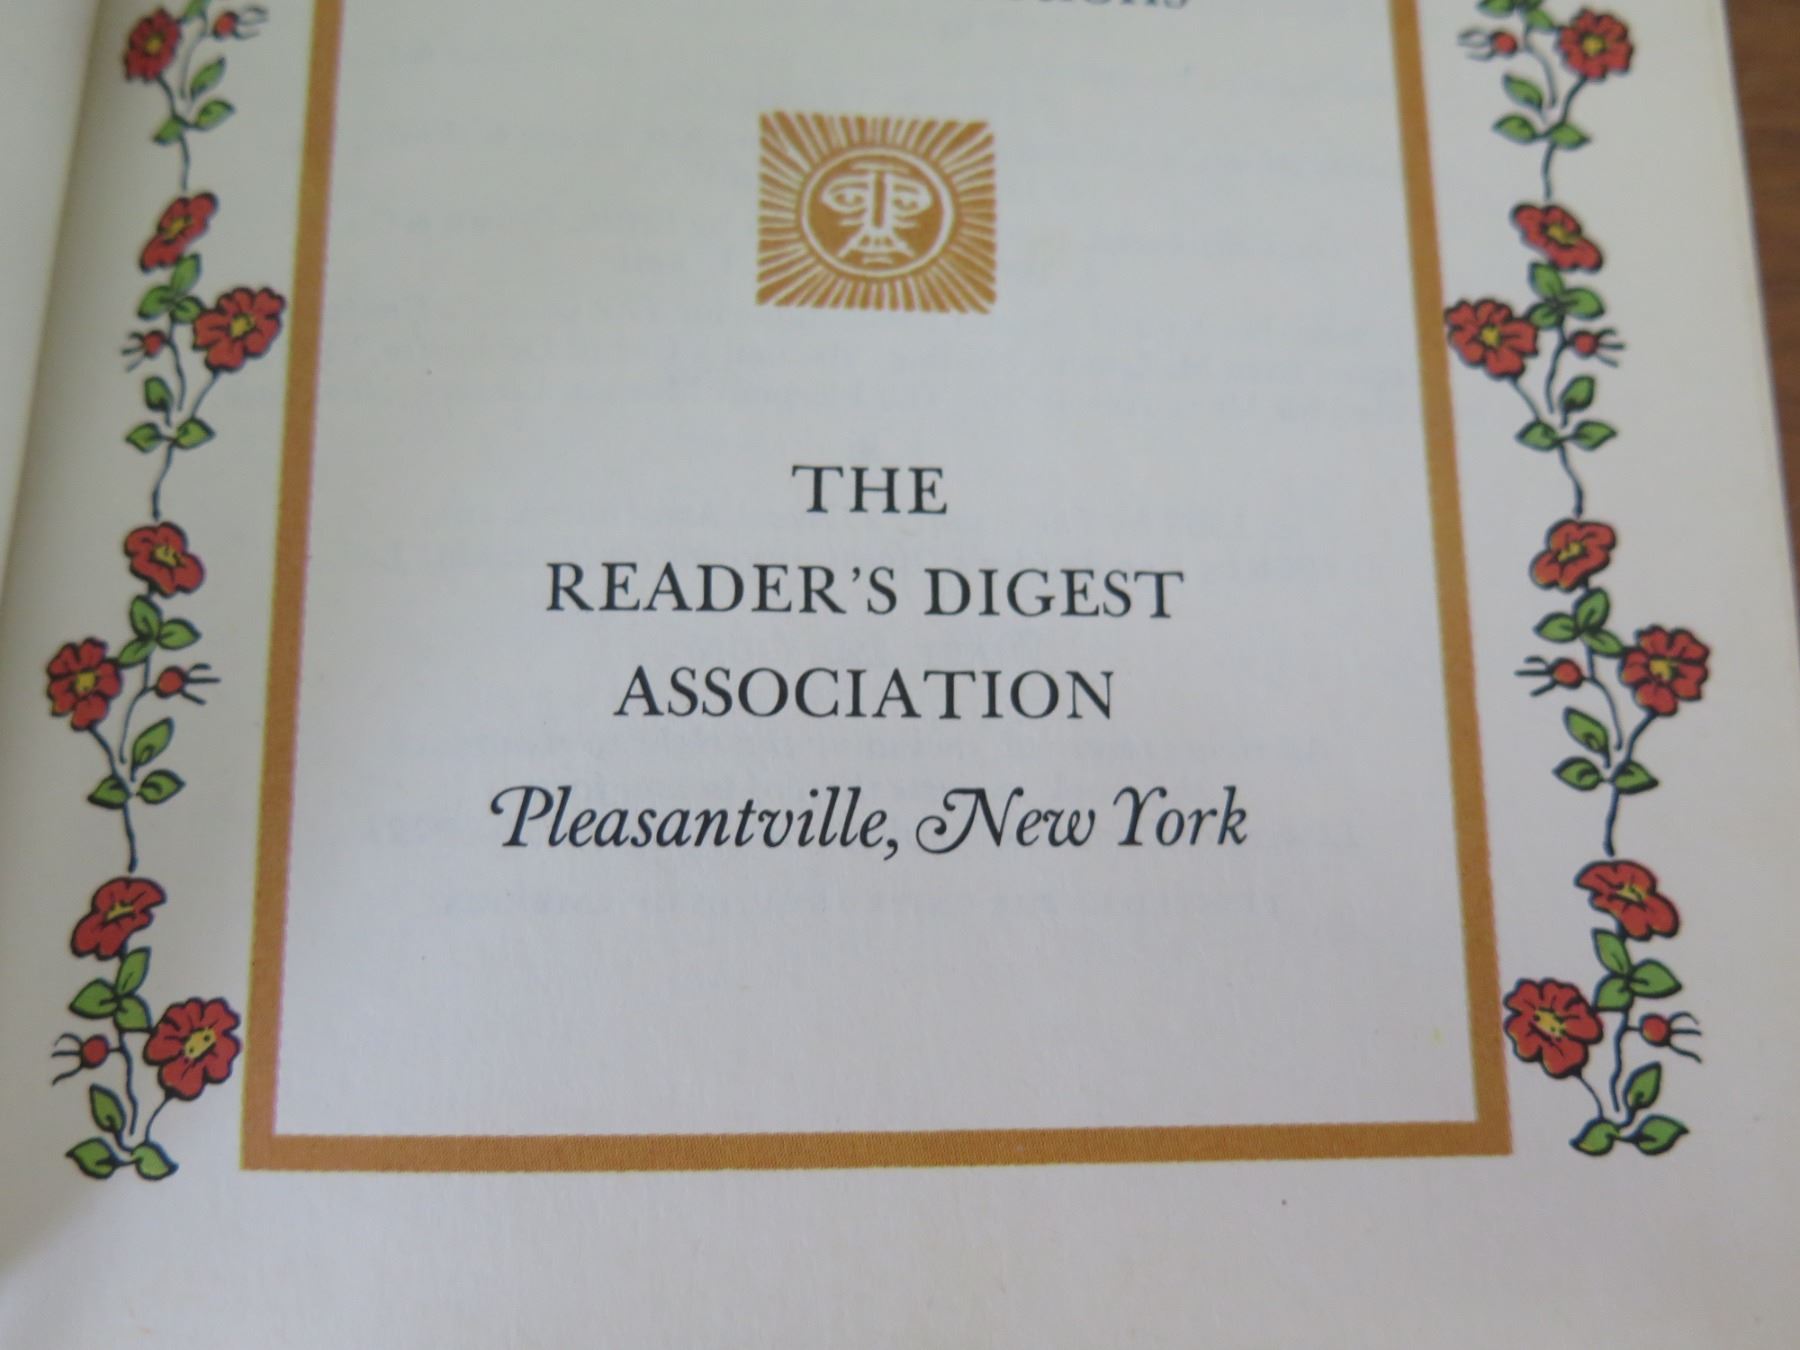 THE
READER'S DIGEST
ASSOCIATION
Pleasantville, New York